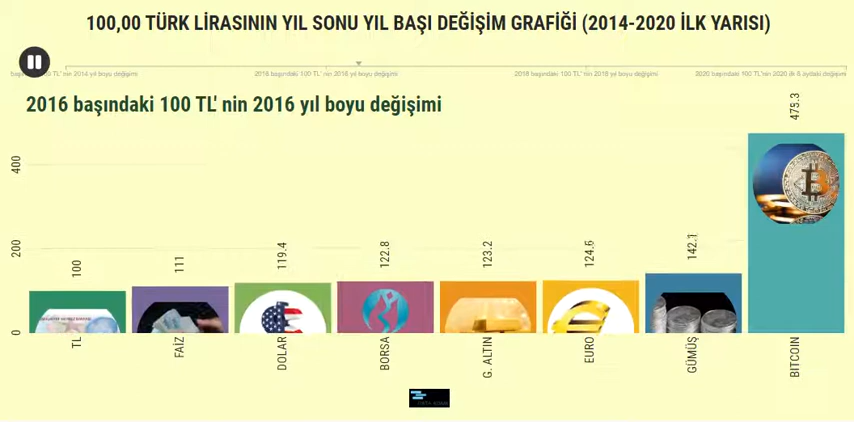 100,00 TÜRK LİRASININ YIL SONU YIL BAŞI DEĞİŞİM GRAFİĞİ (2014-2020 İLK YARISI)
TL' nin 2014 yıl boyu değişimi
2016 başındaki 100 TL' nin 2016 yıl boyu değişimi
2018 başındaki 100 TL' nin 2018 yıl boyu değişimi
2020 başındaki 100 TL'nin 2020 ilk 6 aydaki değişimi
2016 başındaki 100 TL' nin 2016 yıl boyu değişimi
400
200
0
100
111
119.4
122.8
123.2
124.6
142.1
475.3
TL
FAİZ
DOLAR
BORSA
G. ALTIN
EURO
GÜMÜŞ
BITCOIN